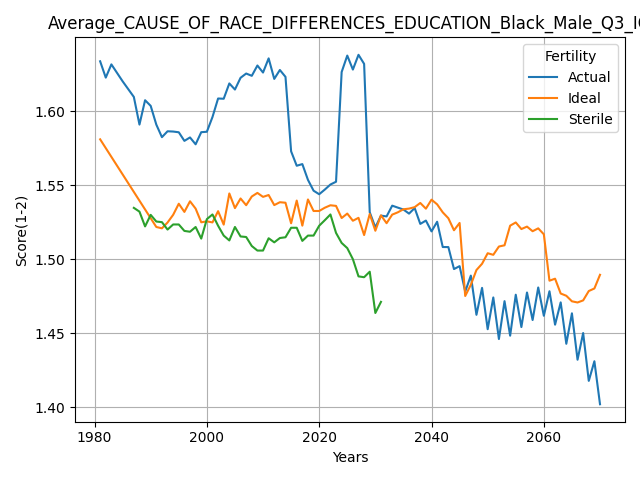 Average_CAUSE_OF_RACE_DIFFERENCES_EDUCATION_Black_Male_Q3_I
Fertility
Actual
Ideal
Sterile
Score(1-2)
1.60
1.55
1.50
1.45
1.40
1980
2000
2020
2040
2060
Years